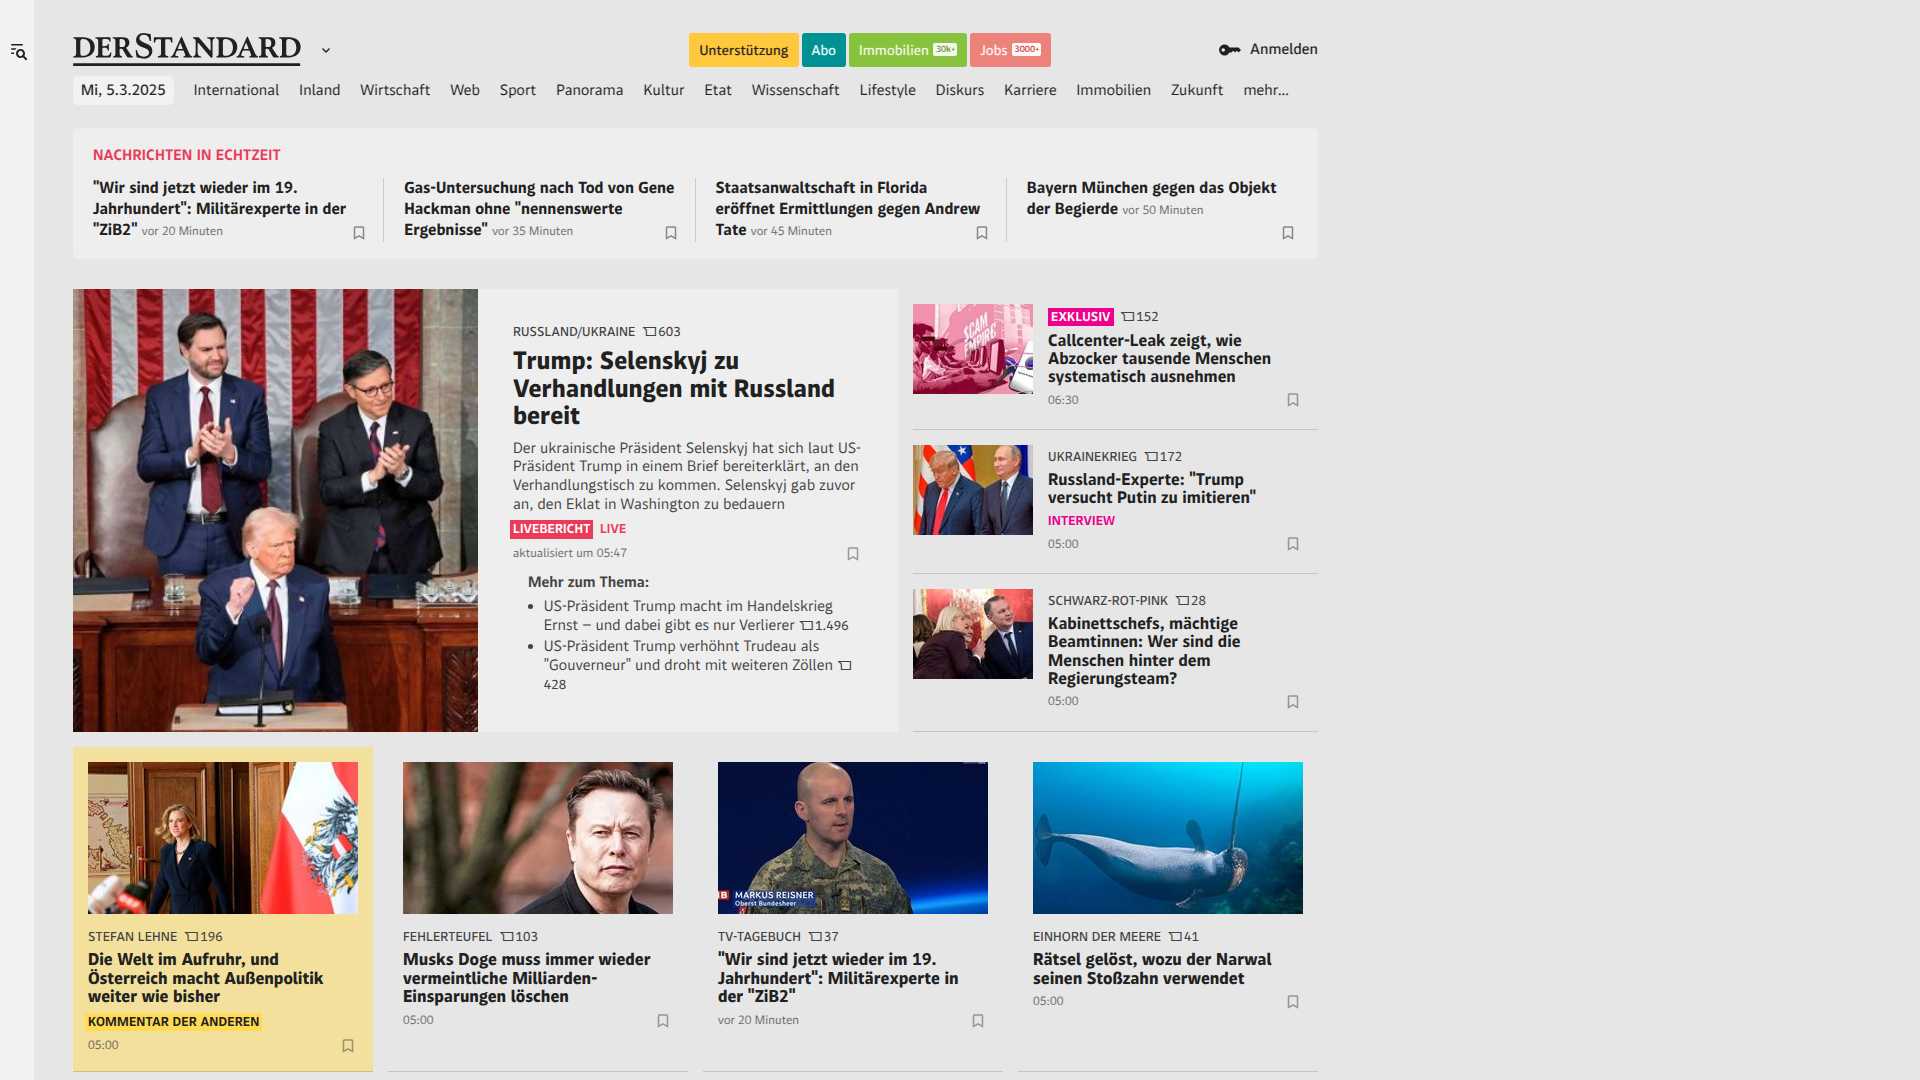 DERSTANDARD
Unterstützung
Abo
Immobilien 30k+
Jobs 3000+
Anmelden
Mi, 5.3.2025
International
Inland
Wirtschaft
Web
Sport
Panorama
Kultur
Etat
Wissenschaft
Lifestyle
Diskurs
Karriere
Immobilien
Zukunft
mehr...
NACHRICHTEN IN ECHTZEIT
"Wir sind jetzt wieder im 19.
Jahrhundert": Militärexperte in der
"ZiB2" vor 20 Minuten
Gas-Untersuchung nach Tod von Gene
Hackman ohne "nennenswerte
Ergebnisse" vor 35 Minuten
Staatsanwaltschaft in Florida
eröffnet Ermittlungen gegen Andrew
Tate vor 45 Minuten
Bayern München gegen das Objekt
der Begierde vor 50 Minuten
RUSSLAND/UKRAINE 603
Trump: Selenskyj zu
Verhandlungen mit Russland
bereit
Der ukrainische Präsident Selenskyj hat sich laut US-
Präsident Trump in einem Brief bereiterklärt, an den
Verhandlungstisch zu kommen. Selenskyj gab zuvor
an, den Eklat in Washington zu bedauern
LIVEBERICHT LIVE
aktualisiert um 05:47
Mehr zum Thema:
• US-Präsident Trump macht im Handelskrieg
Ernst – und dabei gibt es nur Verlierer 1.496
• US-Präsident Trump verhöhnt Trudeau als
"Gouverneur" und droht mit weiteren Zöllen
428
SCAM
EMPIRE
EXKLUSIV 152
Callcenter-Leak zeigt, wie
Abzocker tausende Menschen
systematisch ausnehmen
06:30
UKRAINEKRIEG 172
Russland-Experte: "Trump
versucht Putin zu imitieren"
INTERVIEW
05:00
SCHWARZ-ROT-PINK 28
Kabinettschefs, mächtige
Beamtinnen: Wer sind die
Menschen hinter dem
Regierungsteam?
05:00
STEFAN LEHNE 196
Die Welt im Aufruhr, und
Österreich macht Außenpolitik
weiter wie bisher
KOMMENTAR DER ANDEREN
05:00
FEHLERTEUFEL 103
Musks Doge muss immer wieder
vermeintliche Milliarden-
Einsparungen löschen
05:00
MARKUS REISNER
Oberst Bundesheer
TV-TAGEBUCH 37
"Wir sind jetzt wieder im 19.
Jahrhundert": Militärexperte in
der "ZiB2"
vor 20 Minuten
EINHORN DER MEERE 41
Rätsel gelöst, wozu der Narwal
seinen Stoßzahn verwendet
05:00